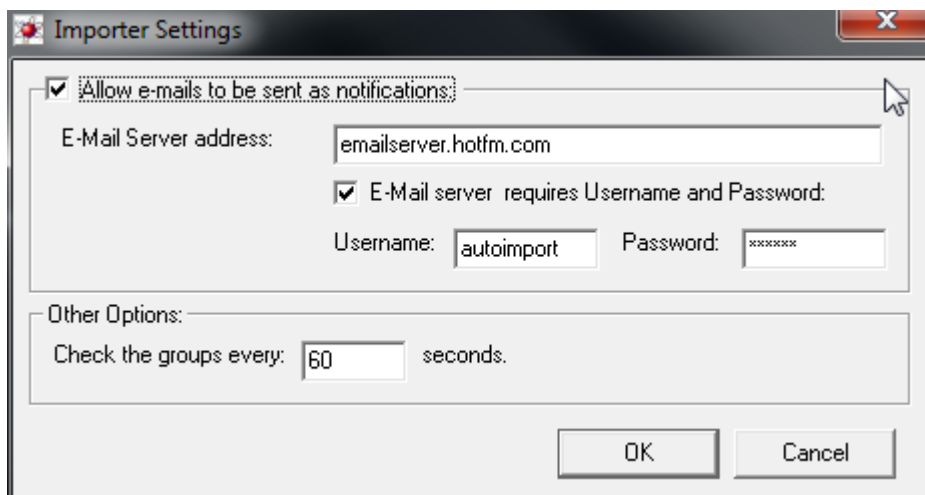 Importer Settings
Allow e-mails to be sent as notifications:
E-Mail Server address: emailserver.hotfm.com
E-Mail server requires Username and Password:
Username: autoimport Password: ******
Other Options:
Check the groups every: 60 seconds.
OK Cancel